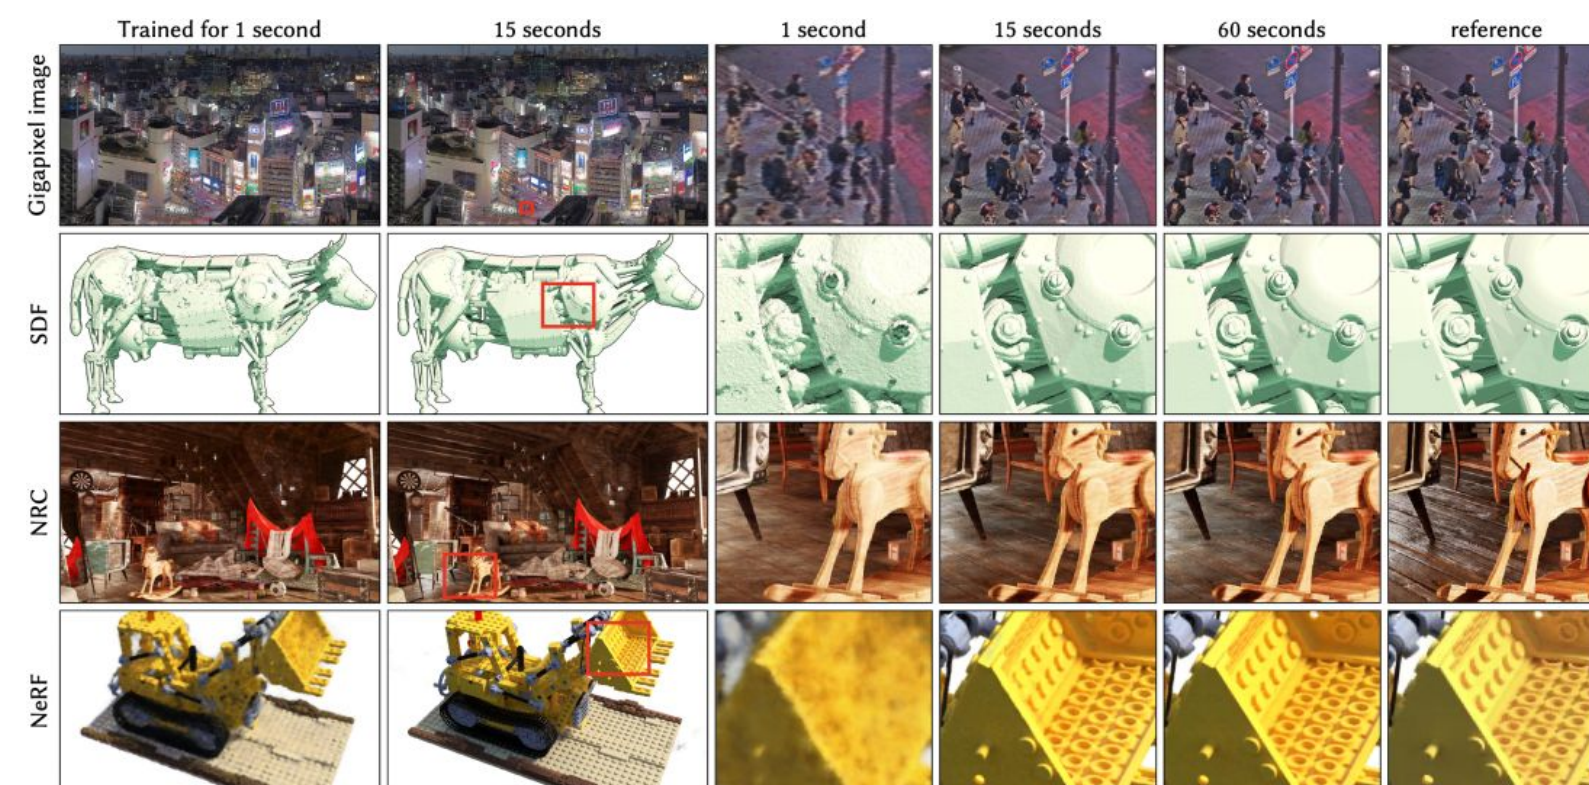 Trained for 1 second
15 seconds
1 second
15 seconds
60 seconds
reference
Gigapixel image
SDF
NRC
NeRF